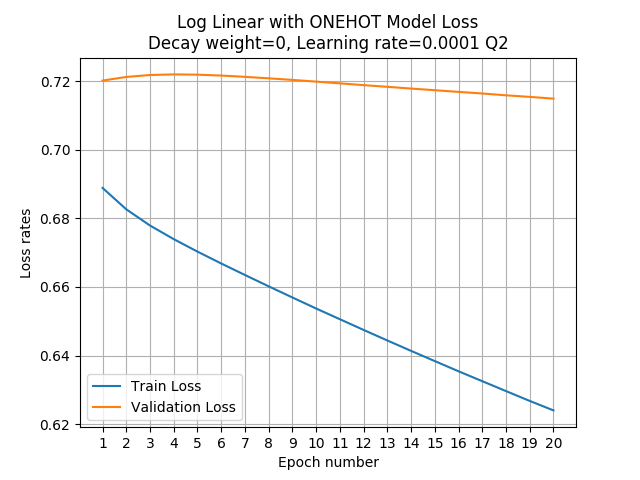 Log Linear with ONEHOT Model Loss
Decay weight=0, Learning rate=0.0001 Q2
Loss rates
0.72
0.70
0.68
0.66
0.64
0.62
Train Loss
Validation Loss
1 2 3 4 5 6 7 8 9 10 11 12 13 14 15 16 17 18 19 20
Epoch number